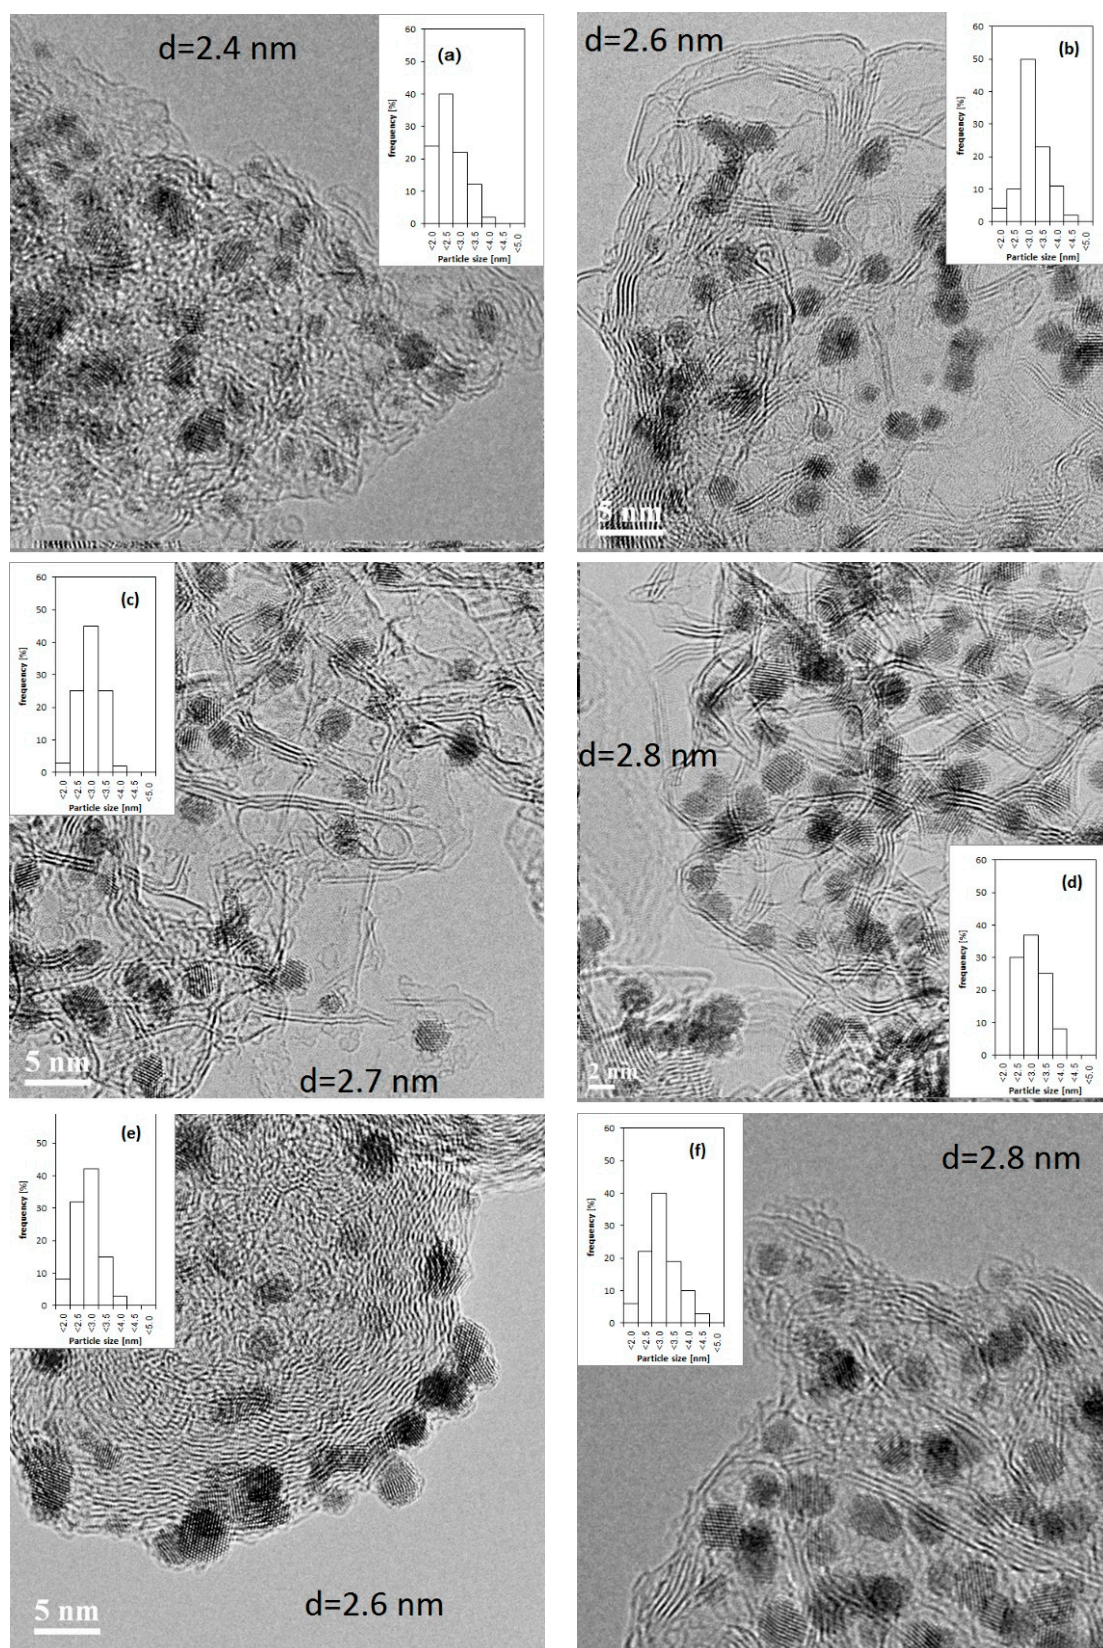 d=2.4 nm
(a)
frequency [%]
60
50
40
30
20
10
0
<2.0
<2.5
<3.0
<3.5
<4.0
<4.5
<5.0
Particle size [nm]
d=2.6 nm
(b)
frequency [%]
60
50
40
30
20
10
0
<2.0
<2.5
<3.0
<3.5
<4.0
<4.5
<5.0
Particle size [nm]
5 nm
(c)
frequency [%]
60
50
40
30
20
10
0
<2.0
<2.5
<3.0
<3.5
<4.0
<4.5
<5.0
Particle size [nm]
5 nm
d=2.7 nm
d=2.8 nm
(d)
frequency [%]
60
50
40
30
20
10
0
<2.0
<2.5
<3.0
<3.5
<4.0
<4.5
<5.0
Particle size [nm]
2 nm
(e)
frequency [%]
50
40
30
20
10
0
<2.0
<2.5
<3.0
<3.5
<4.0
<4.5
<5.0
Particle size [nm]
5 nm
d=2.6 nm
(f)
frequency [%]
60
50
40
30
20
10
0
<2.0
<2.5
<3.0
<3.5
<4.0
<4.5
<5.0
Particle size [nm]
d=2.8 nm